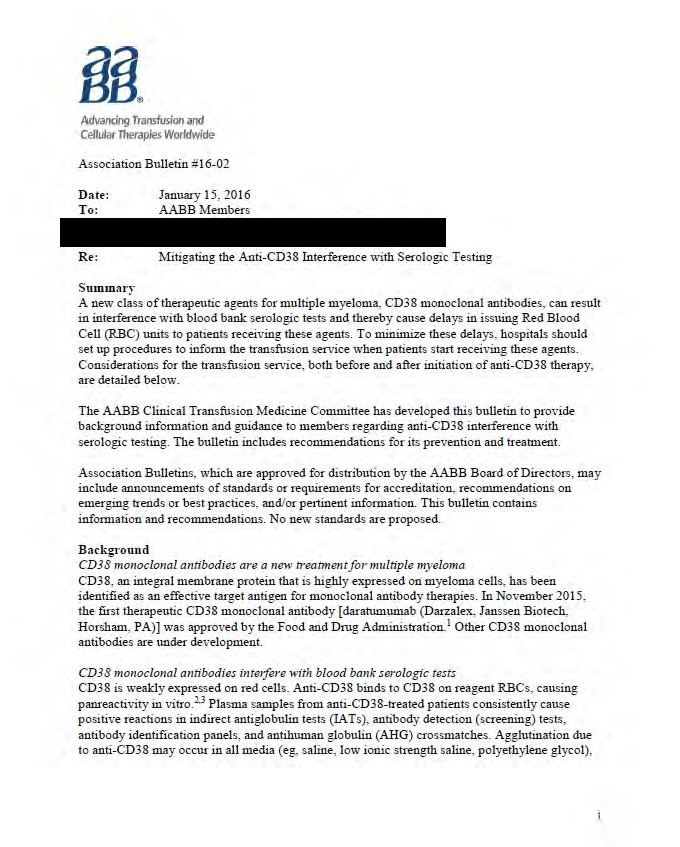 aaBB®
Advancing Transfusion and
Cellular Therapies Worldwide
Association Bulletin #16-02
Date: January 15, 2016
To: AABB Members
Re: Mitigating the Anti-CD38 Interference with Serologic Testing
Summary
A new class of therapeutic agents for multiple myeloma, CD38 monoclonal antibodies, can result
in interference with blood bank serologic tests and thereby cause delays in issuing Red Blood
Cell (RBC) units to patients receiving these agents. To minimize these delays, hospitals should
set up procedures to inform the transfusion service when patients start receiving these agents.
Considerations for the transfusion service, both before and after initiation of anti-CD38 therapy,
are detailed below.
The AABB Clinical Transfusion Medicine Committee has developed this bulletin to provide
background information and guidance to members regarding anti-CD38 interference with
serologic testing. The bulletin includes recommendations for its prevention and treatment.
Association Bulletins, which are approved for distribution by the AABB Board of Directors, may
include announcements of standards or requirements for accreditation, recommendations on
emerging trends or best practices, and/or pertinent information. This bulletin contains
information and recommendations. No new standards are proposed.
Background
CD38 monoclonal antibodies are a new treatment for multiple myeloma
CD38, an integral membrane protein that is highly expressed on myeloma cells, has been
identified as an effective target antigen for monoclonal antibody therapies. In November 2015,
the first therapeutic CD38 monoclonal antibody [daratumumab (Darzalex, Janssen Biotech,
Horsham, PA)] was approved by the Food and Drug Administration.1 Other CD38 monoclonal
antibodies are under development.
CD38 monoclonal antibodies interfere with blood bank serologic tests
CD38 is weakly expressed on red cells. Anti-CD38 binds to CD38 on reagent RBCs, causing
panreactivity in vitro.2,3 Plasma samples from anti-CD38-treated patients consistently cause
positive reactions in indirect antiglobulin tests (IATs), antibody detection (screening) tests,
antibody identification panels, and antihuman globulin (AHG) crossmatches. Agglutination due
to anti-CD38 may occur in all media (eg, saline, low ionic strength saline, polyethylene glycol),